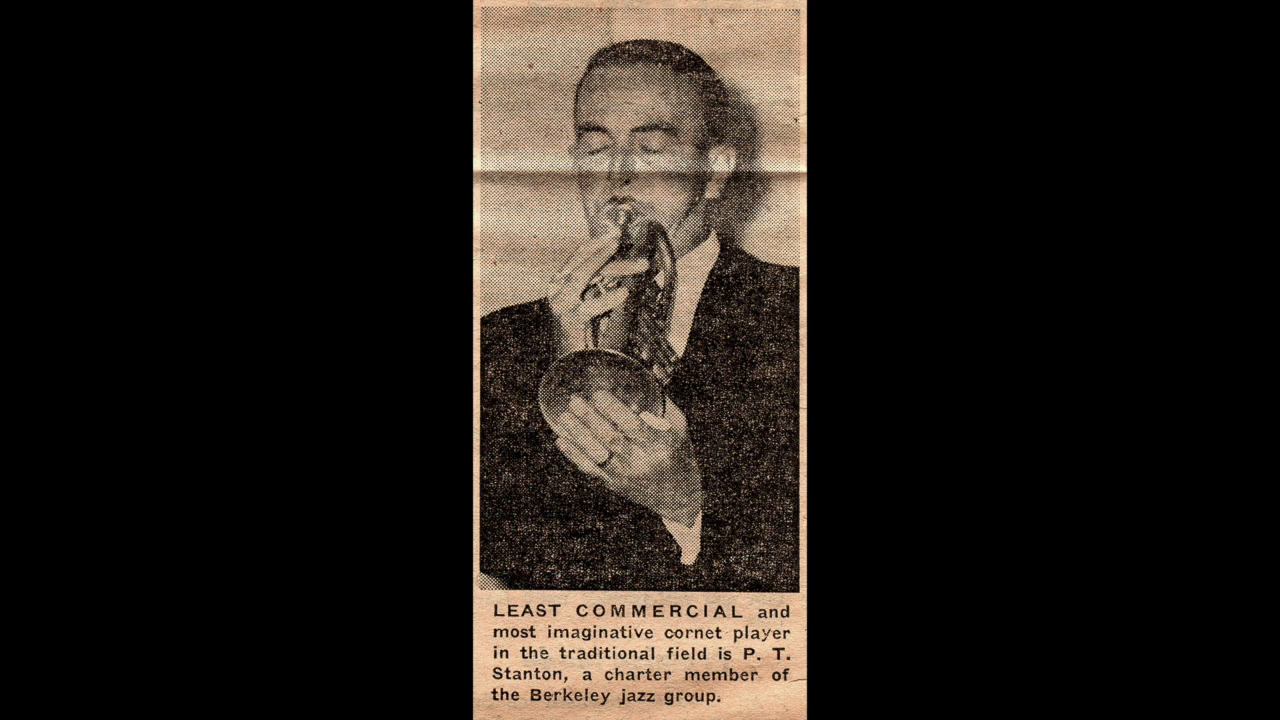 LEAST COMMERCIAL and
most imaginative cornet player
in the traditional field is P. T.
Stanton, a charter member of
the Berkeley jazz group.